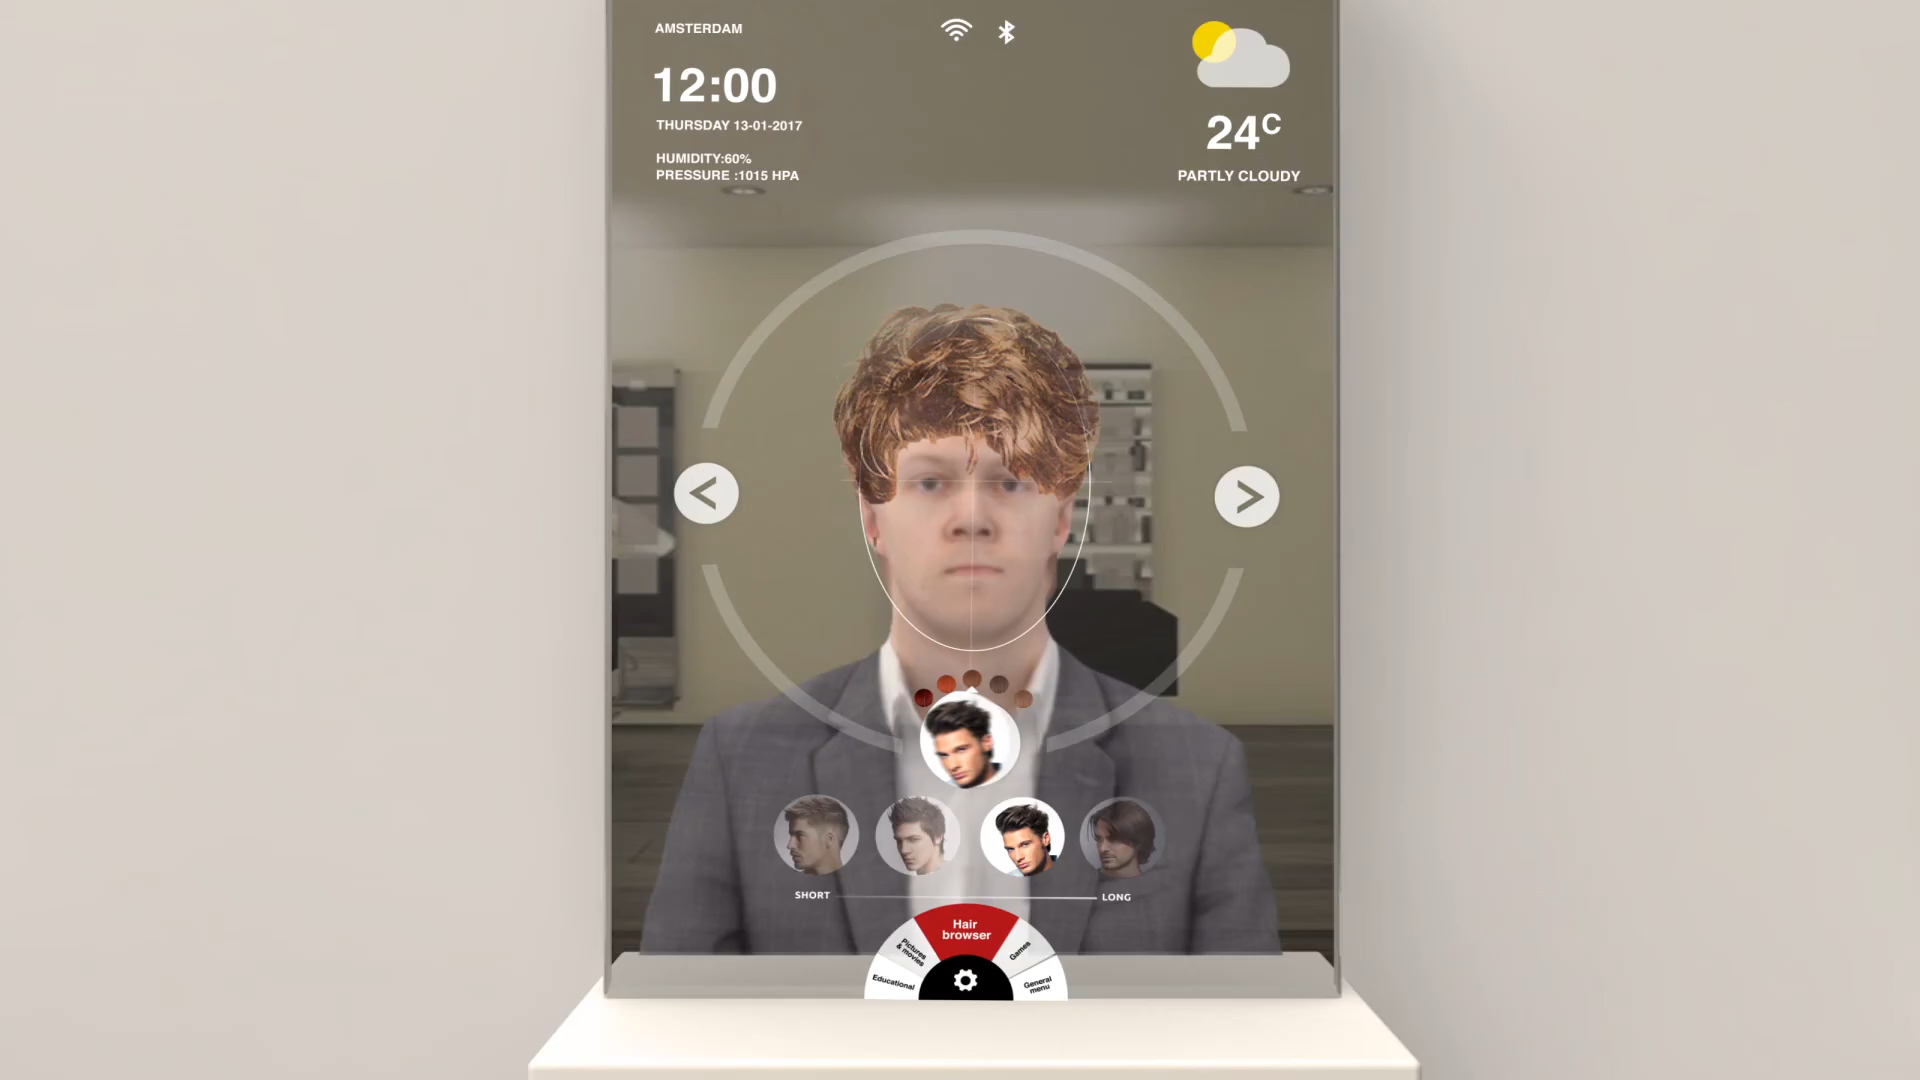 AMSTERDAM
12:00
THURSDAY 13-01-2017
HUMIDITY:60%
PRESSURE :1015 HPA
24C
PARTLY CLOUDY
<
>
SHORT
LONG
Hair
browser
Pictures
& movies
Games
Educational
General
menu